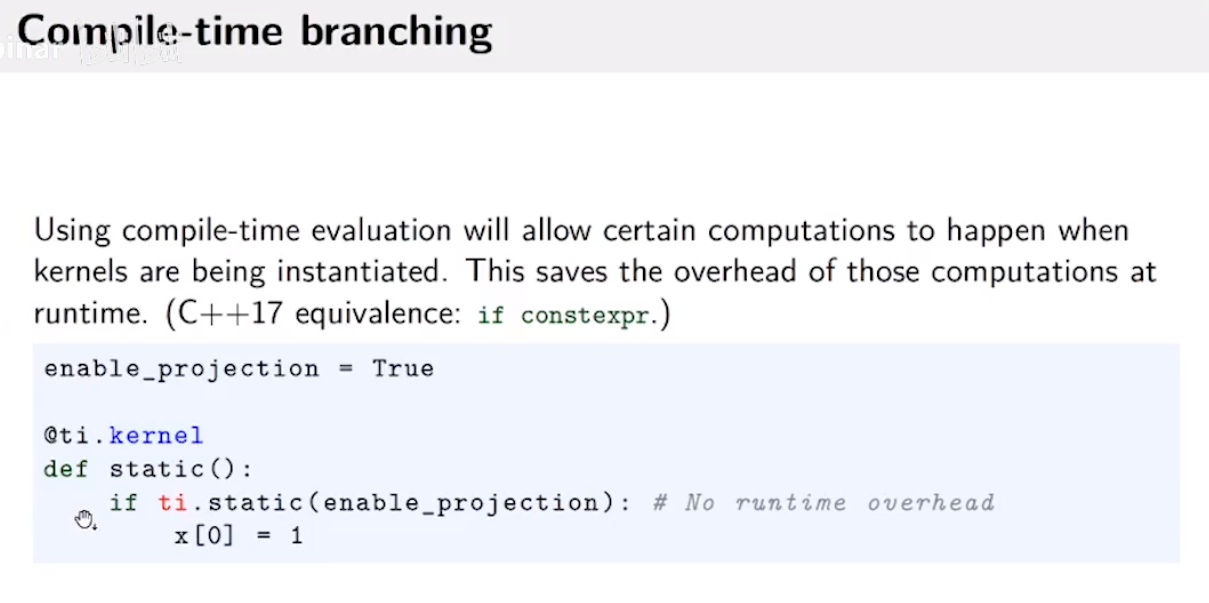 Compile-time branching
Using compile-time evaluation will allow certain computations to happen when
kernels are being instantiated. This saves the overhead of those computations at
runtime. (C++17 equivalence: if constexpr.)
enable_projection = True
@ti.kernel
def static():
if ti.static(enable_projection): # No runtime overhead
x[0] = 1